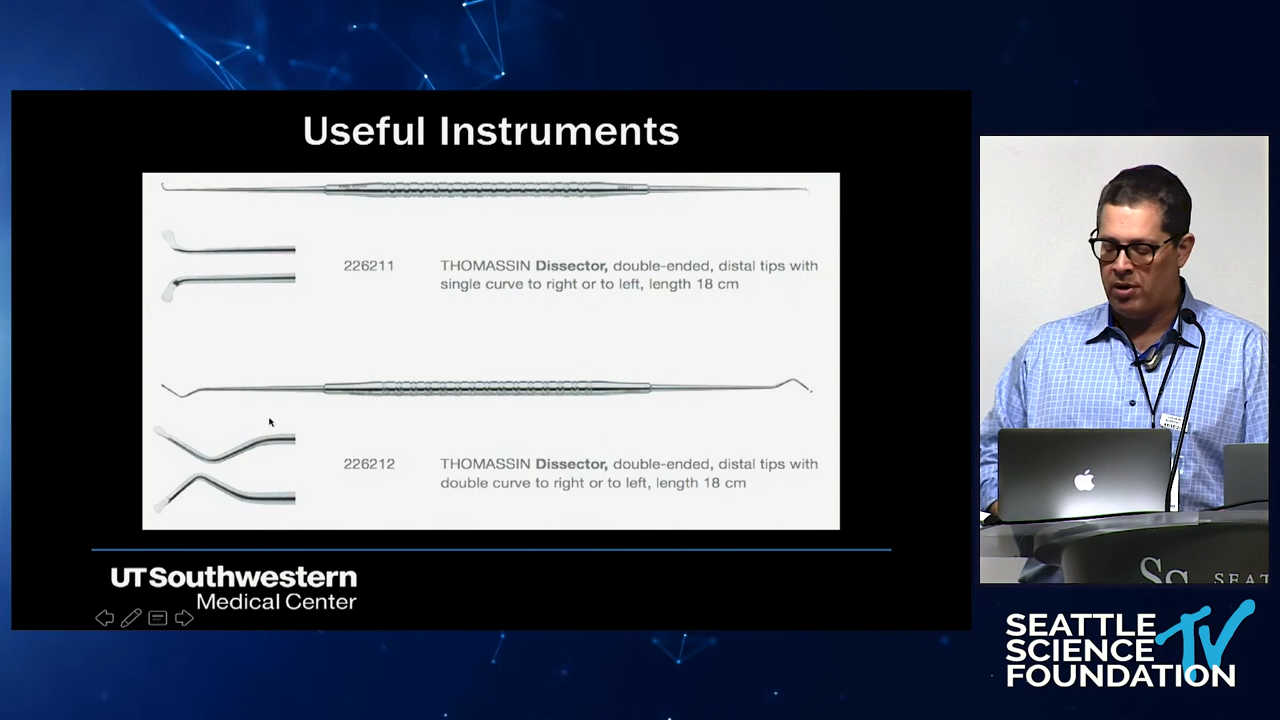 Useful Instruments
226211
THOMASSIN Dissector, double-ended, distal tips with
single curve to right or to left, length 18 cm
226212
THOMASSIN Dissector, double-ended, distal tips with
double curve to right or to left, length 18 cm
UTSouthwestern
Medical Center
SEAT
SEATTLE
SCIENCE
FOUNDATION
TV